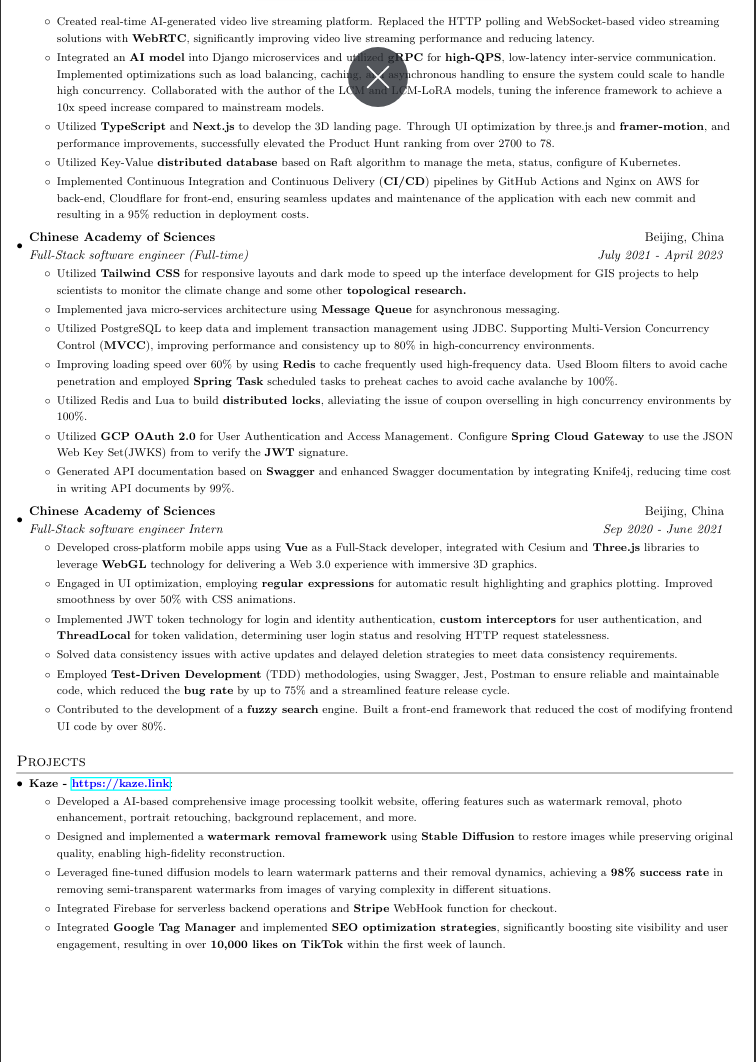 Created real-time AI-generated video live streaming platform. Replaced the HTTP polling and WebSocket-based video streaming
solutions with WebRTC, significantly improving video live streaming performance and reducing latency.
Integrated an AI model into Django microservices and utilized gRPC for high-QPS, low-latency inter-service communication.
Implemented optimizations such as load balancing, caching, and asynchronous handling to ensure the system could scale to handle
high concurrency. Collaborated with the author of the LCM and LCM-LoRA models, tuning the inference framework to achieve a
10x speed increase compared to mainstream models.
Utilized TypeScript and Next.js to develop the 3D landing page. Through UI optimization by three.js and framer-motion, and
performance improvements, successfully elevated the Product Hunt ranking from over 2700 to 78.
Utilized Key-Value distributed database based on Raft algorithm to manage the meta, status, configure of Kubernetes.
Implemented Continuous Integration and Continuous Delivery (CI/CD) pipelines by GitHub Actions and Nginx on AWS for
back-end, Cloudflare for front-end, ensuring seamless updates and maintenance of the application with each new commit and
resulting in a 95% reduction in deployment costs.
Chinese Academy of Sciences Beijing, China
Full-Stack software engineer (Full-time) July 2021 - April 2023
Utilized Tailwind CSS for responsive layouts and dark mode to speed up the interface development for GIS projects to help
scientists to monitor the climate change and some other topological research.
Implemented java micro-services architecture using Message Queue for asynchronous messaging.
Utilized PostgreSQL to keep data and implement transaction management using JDBC. Supporting Multi-Version Concurrency
Control (MVCC), improving performance and consistency up to 80% in high-concurrency environments.
Improving loading speed over 60% by using Redis to cache frequently used high-frequency data. Used Bloom filters to avoid cache
penetration and employed Spring Task scheduled tasks to preheat caches to avoid cache avalanche by 100%.
Utilized Redis and Lua to build distributed locks, alleviating the issue of coupon overselling in high concurrency environments by
100%.
Utilized GCP OAuth 2.0 for User Authentication and Access Management. Configure Spring Cloud Gateway to use the JSON
Web Key Set(JWKS) from to verify the JWT signature.
Generated API documentation based on Swagger and enhanced Swagger documentation by integrating Knife4j, reducing time cost
in writing API documents by 99%.
Chinese Academy of Sciences Beijing, China
Full-Stack software engineer Intern Sep 2020 - June 2021
Developed cross-platform mobile apps using Vue as a Full-Stack developer, integrated with Cesium and Three.js libraries to
leverage WebGL technology for delivering a Web 3.0 experience with immersive 3D graphics.
Engaged in UI optimization, employing regular expressions for automatic result highlighting and graphics plotting. Improved
smoothness by over 50% with CSS animations.
Implemented JWT token technology for login and identity authentication, custom interceptors for user authentication, and
ThreadLocal for token validation, determining user login status and resolving HTTP request statelessness.
Solved data consistency issues with active updates and delayed deletion strategies to meet data consistency requirements.
Employed Test-Driven Development (TDD) methodologies, using Swagger, Jest, Postman to ensure reliable and maintainable
code, which reduced the bug rate by up to 75% and a streamlined feature release cycle.
Contributed to the development of a fuzzy search engine. Built a front-end framework that reduced the cost of modifying frontend
UI code by over 80%.
Projects
Kaze - https://kaze.link:
Developed a AI-based comprehensive image processing toolkit website, offering features such as watermark removal, photo
enhancement, portrait retouching, background replacement, and more.
Designed and implemented a watermark removal framework using Stable Diffusion to restore images while preserving original
quality, enabling high-fidelity reconstruction.
Leveraged fine-tuned diffusion models to learn watermark patterns and their removal dynamics, achieving a 98% success rate in
removing semi-transparent watermarks from images of varying complexity in different situations.
Integrated Firebase for serverless backend operations and Stripe WebHook function for checkout.
Integrated Google Tag Manager and implemented SEO optimization strategies, significantly boosting site visibility and user
engagement, resulting in over 10,000 likes on TikTok within the first week of launch.